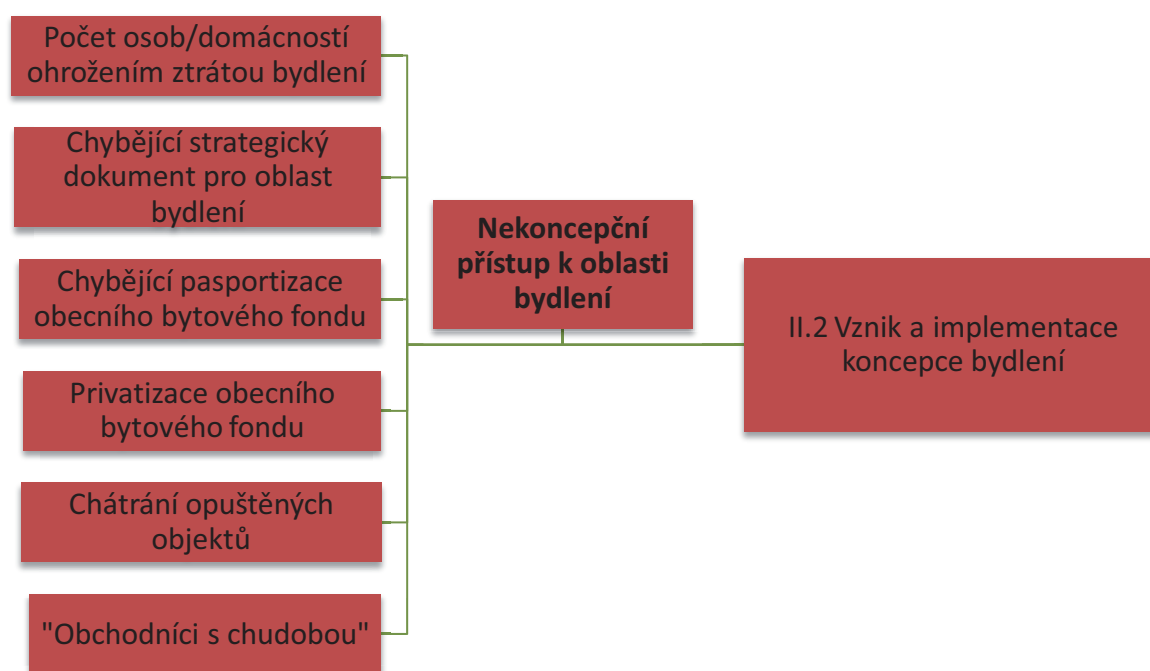 Počet osob/domácností
ohrožením ztrátou bydlení
Chybějící strategický
dokument pro oblast
bydlení
Chybějící pasportizace
obecního bytového fondu
Privatizace obecního
bytového fondu
Chátrání opuštěných
objektů
"Obchodníci s chudobou"
Nekoncepční
přístup k oblasti
bydlení
II.2 Vznik a implementace
koncepce bydlení